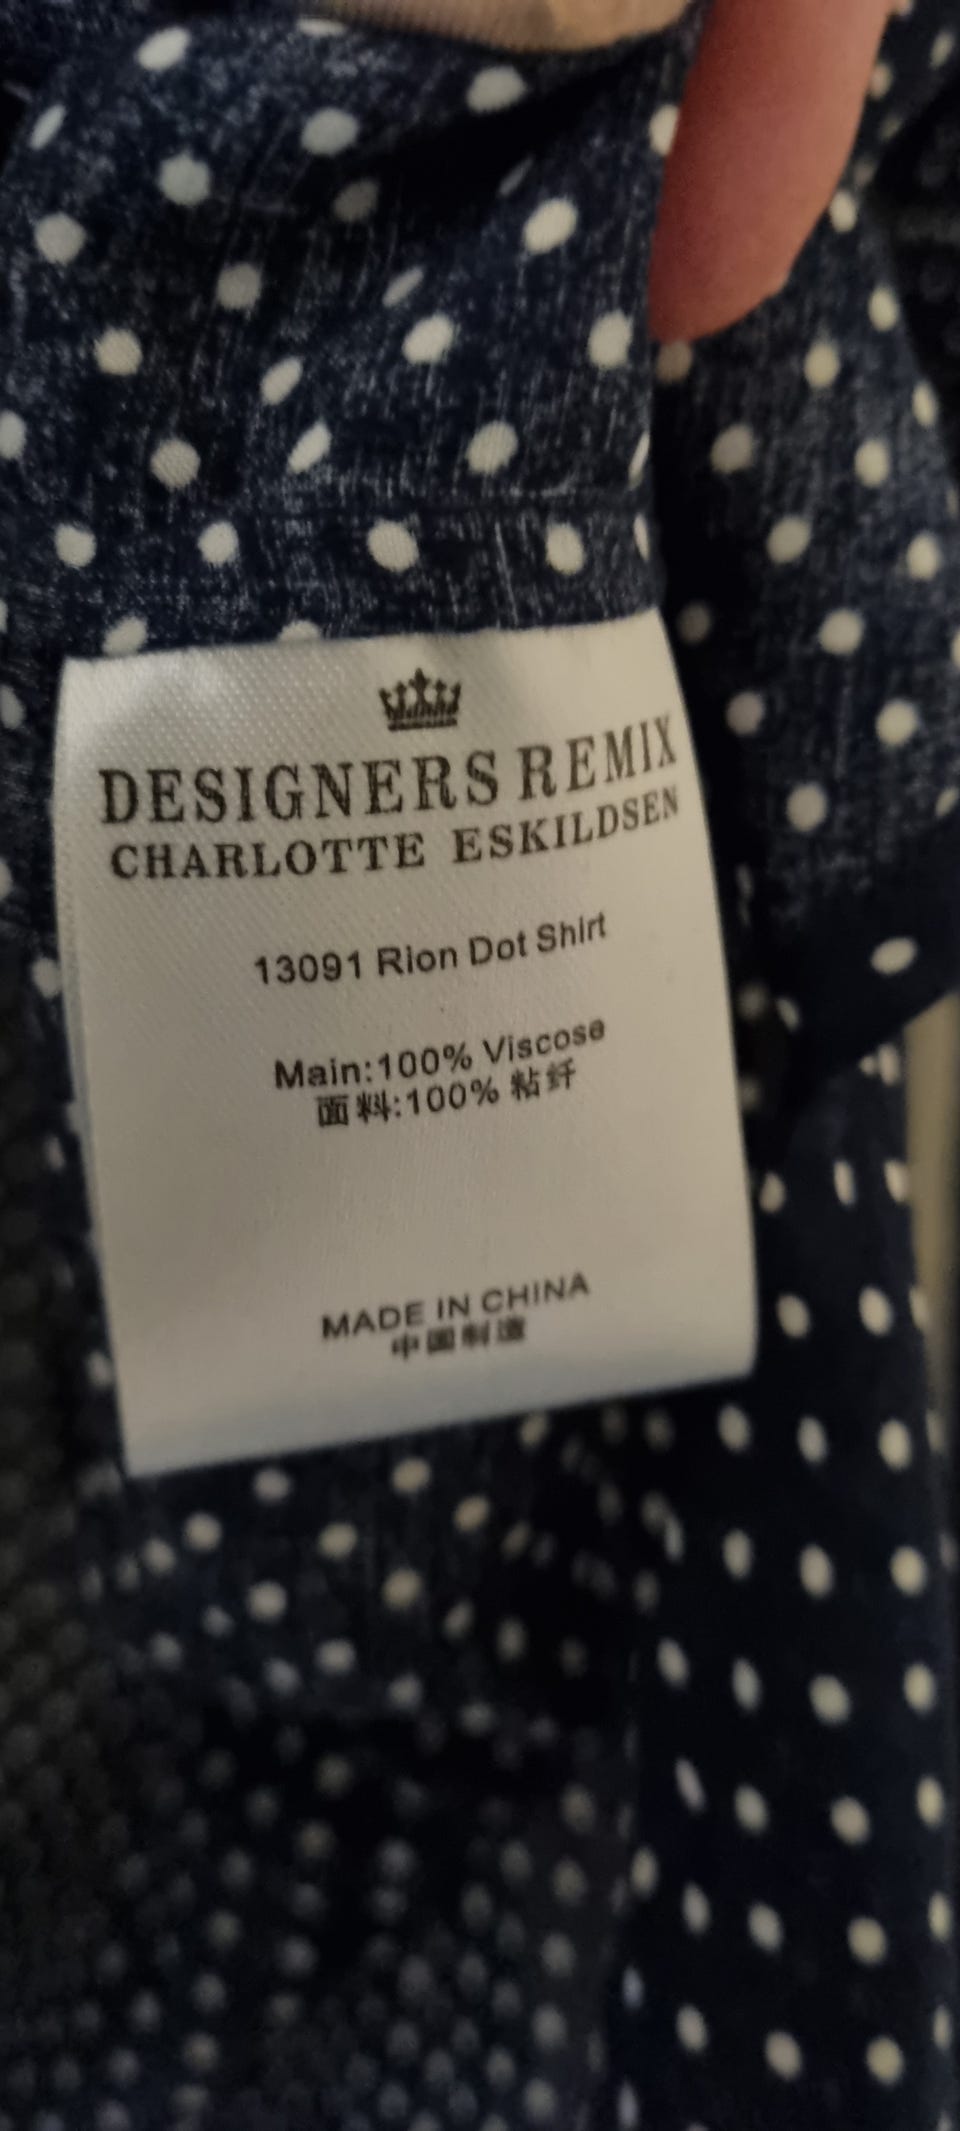 DESIGNERS REMIX
CHARLOTTE ESKILDSEN
13091 Rion Dot Shirt
Main:100% Viscose
面料:100% 粘纤
MADE IN CHINA
中国制造